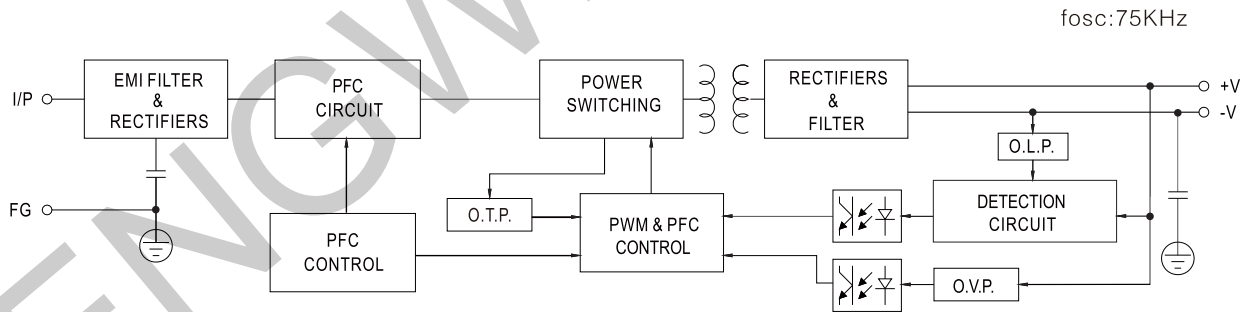 fosc:75KHz
I/P
EMI FILTER
&
RECTIFIERS
PFC
CIRCUIT
POWER
SWITCHING
RECTIFIERS
&
FILTER
+V
-V
O.L.P.
FG
O.T.P.
PFC
CONTROL
PWM & PFC
CONTROL
DETECTION
CIRCUIT
O.V.P.